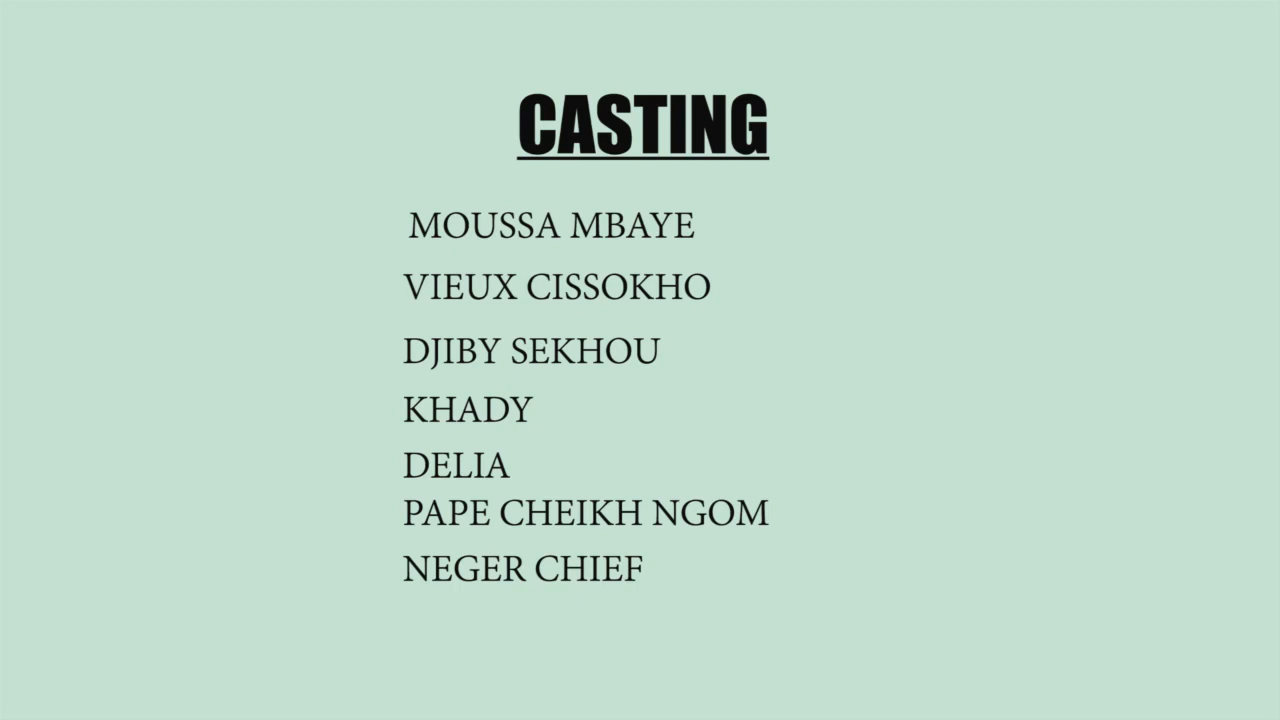 CASTING
MOUSSA MBAYE
VIEUX CISSOKHO
DJIBY SEKHOU
KHADY
DELIA
PAPE CHEIKH NGOM
NEGER CHIEF